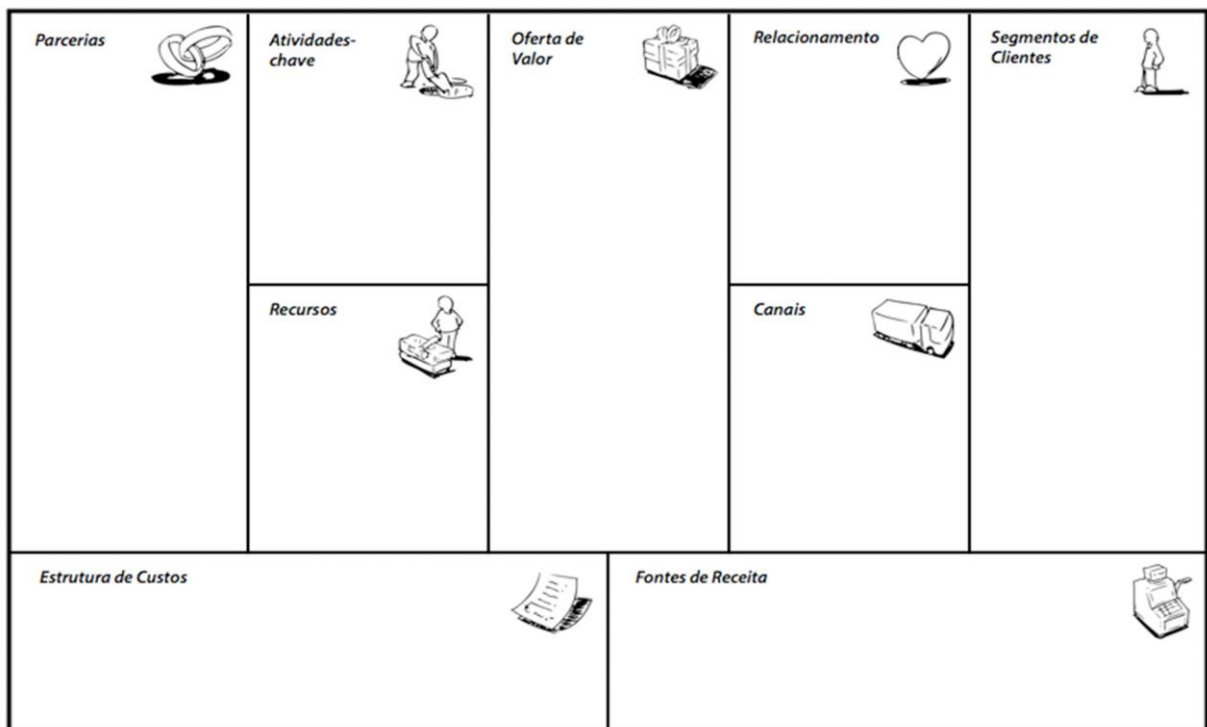 Parcerias
Atividades-
chave
Oferta de
Valor
Relacionamento
Segmentos de
Clientes
Recursos
Canais
Estrutura de Custos
Fontes de Receita